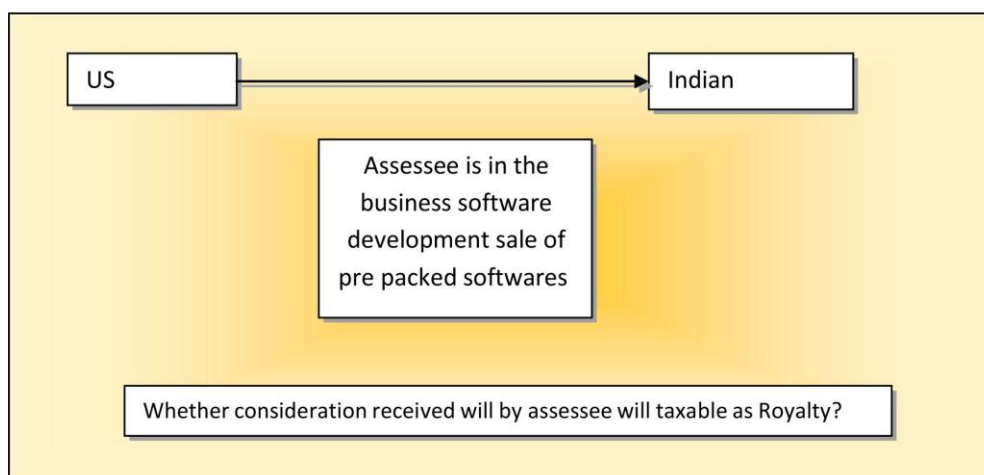 US
Indian
Assessee is in the
business software
development sale of
pre packed softwares
Whether consideration received will by assessee will taxable as Royalty?